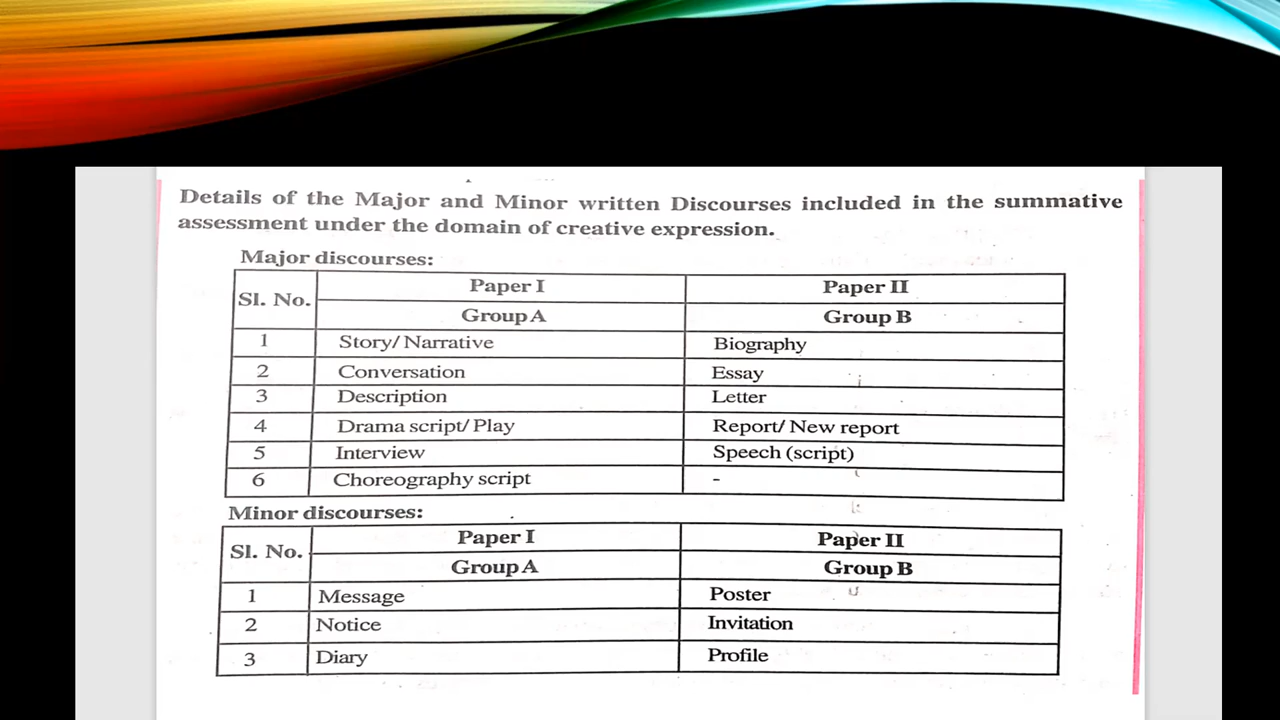 Details of the Major and Minor written Discourses included in the summative
assessment under the domain of creative expression.
Major discourses:
Sl. No. Paper I Paper II
Group A Group B
1 Story/ Narrative Biography
2 Conversation Essay
3 Description Letter
4 Drama script/ Play Report/ New report
5 Interview Speech (script)
6 Choreography script -
Minor discourses:
Sl. No. Paper I Paper II
Group A Group B
1 Message Poster
2 Notice Invitation
3 Diary Profile